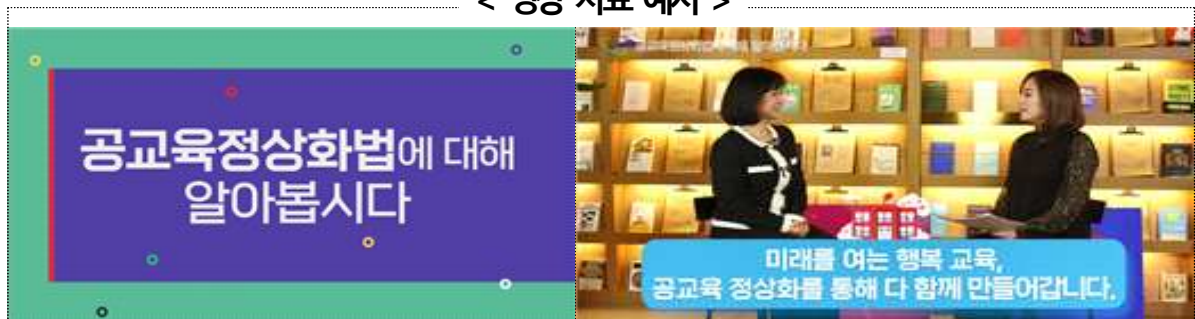 < 영상 자료 예시 >
공교육정상화법에 대해
알아봅시다
미래를 여는 행복 교육,
공교육 정상화를 통해 다 함께 만들어갑니다.